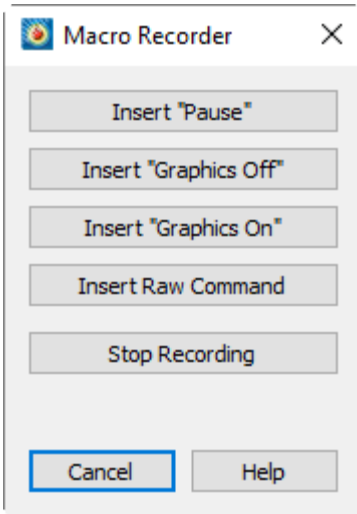 Macro Recorder
Insert "Pause"
Insert "Graphics Off"
Insert "Graphics On"
Insert Raw Command
Stop Recording
Cancel Help